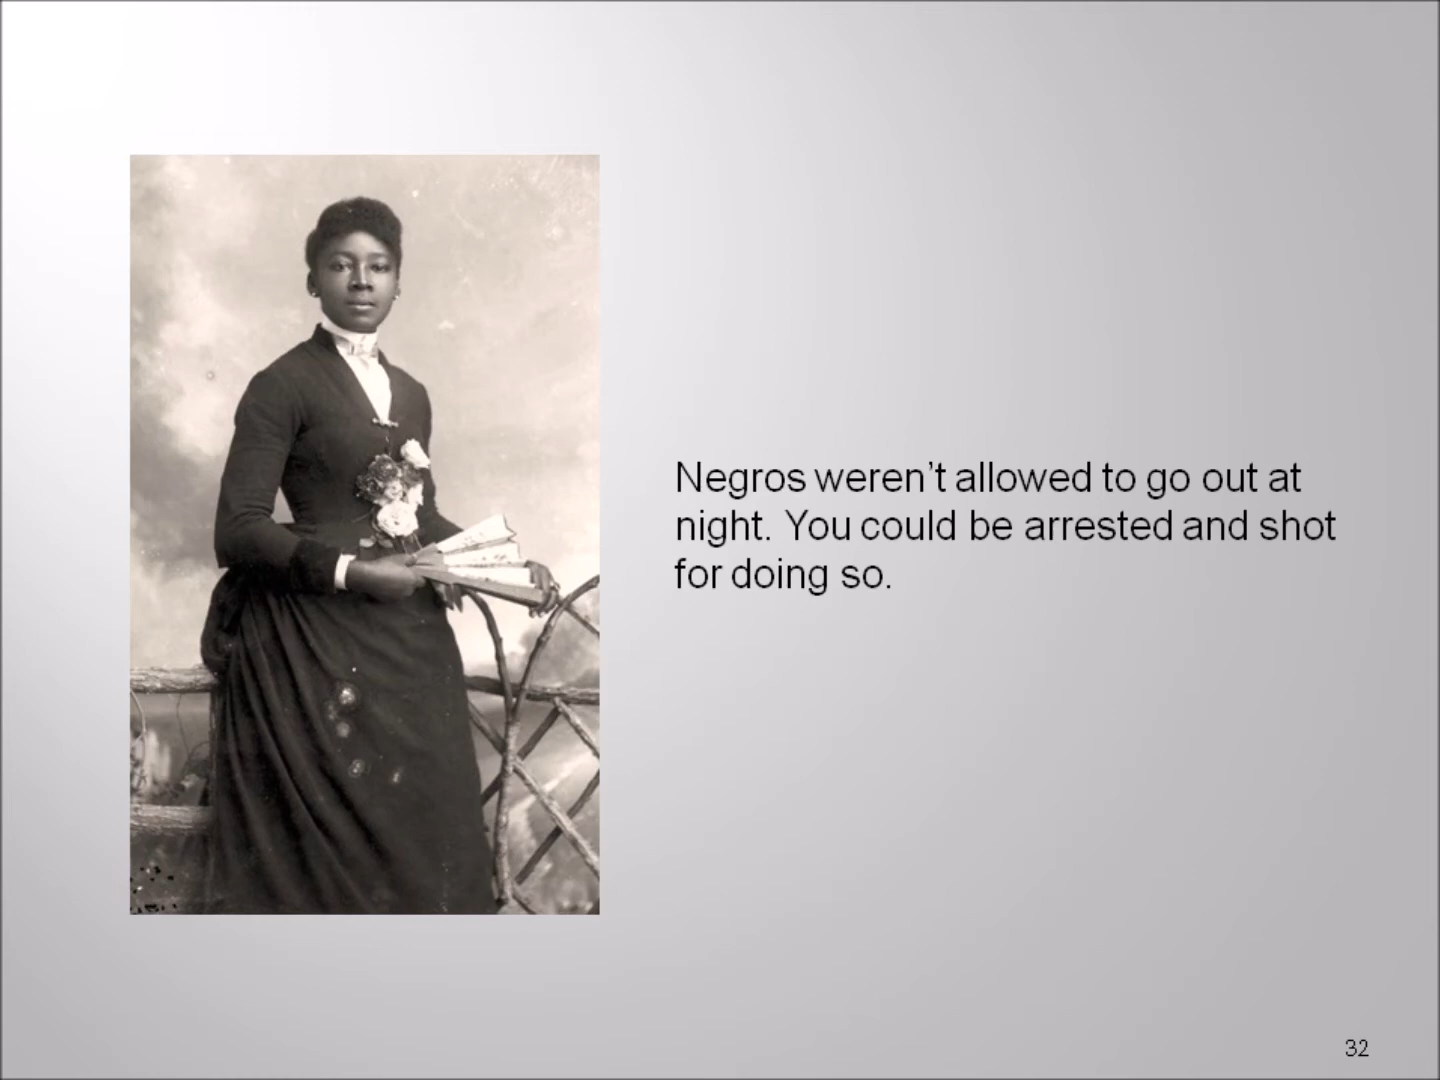 Negros weren’t allowed to go out at
night. You could be arrested and shot
for doing so.
32